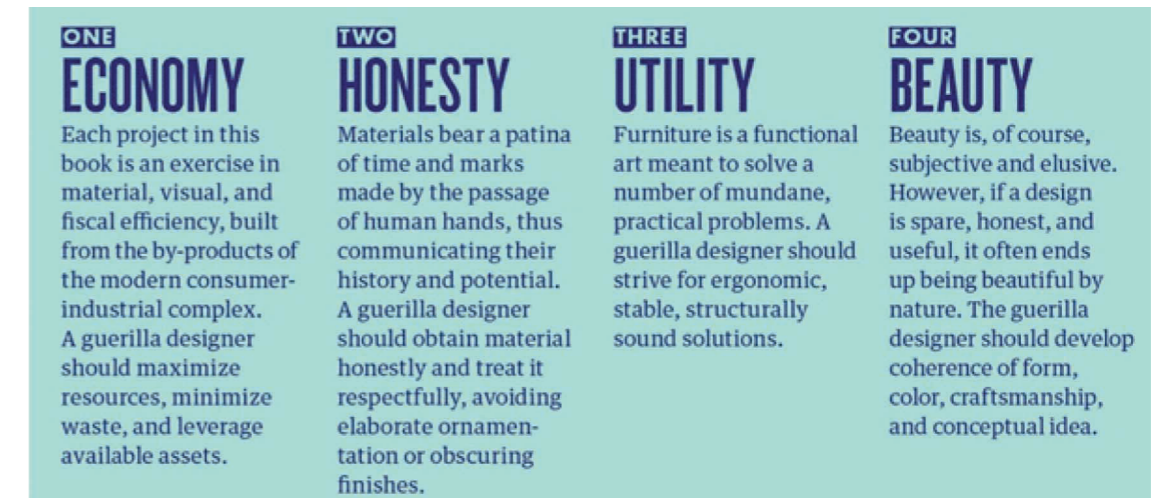 ONE
ECONOMY
Each project in this
book is an exercise in
material, visual, and
fiscal efficiency, built
from the by-products of
the modern consumer-
industrial complex.
A guerilla designer
should maximize
resources, minimize
waste, and leverage
available assets.
TWO
HONESTY
Materials bear a patina
of time and marks
made by the passage
of human hands, thus
communicating their
history and potential.
A guerilla designer
should obtain material
honestly and treat it
respectfully, avoiding
elaborate ornamen-
tation or obscuring
finishes.
THREE
UTILITY
Furniture is a functional
art meant to solve a
number of mundane,
practical problems. A
guerilla designer should
strive for ergonomic,
stable, structurally
sound solutions.
FOUR
BEAUTY
Beauty is, of course,
subjective and elusive.
However, if a design
is spare, honest, and
useful, it often ends
up being beautiful by
nature. The guerilla
designer should develop
coherence of form,
color, craftsmanship,
and conceptual idea.